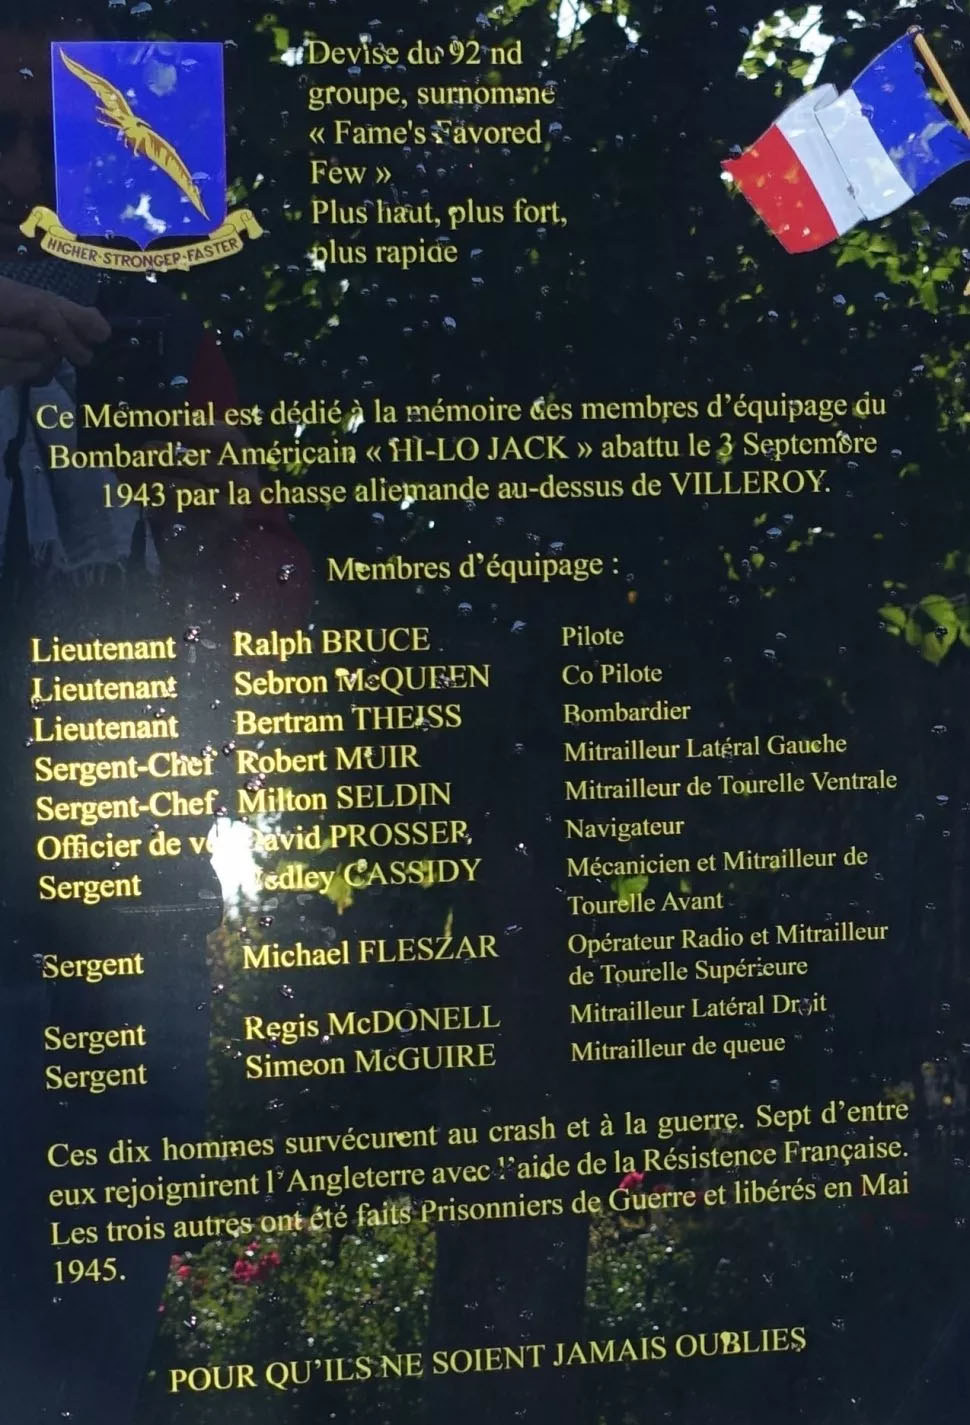 HIGHER·STRONGER·FASTER
Devise du 92 nd
groupe, surnommé
« Fame's Favored
Few »
Plus haut, plus fort,
plus rapide
Ce Mémorial est dédié à la mémoire des membres d'équipage du
Bombardier Américain « HI-LO JACK » abattu le 3 Septembre
1943 par la chasse allemande au-dessus de VILLEROY.
Membres d'équipage :
Lieutenant Ralph BRUCE Pilote
Lieutenant Sebron McQUEEN Co Pilote
Lieutenant Bertram THEISS Bombardier
Sergent-Chef Robert MUIR Mitrailleur Latéral Gauche
Sergent-Chef Milton SELDIN Mitrailleur de Tourelle Ventrale
Officier de David PROSSER Navigateur
Sergent CASSIDY Mécanicien et Mitrailleur de
Tourelle Avant
Sergent Michael FLESZAR Opérateur Radio et Mitrailleur
de Tourelle Supérieure
Sergent Regis McDONELL Mitrailleur Latéral Droit
Sergent Simeon McGUIRE Mitrailleur de queue
Ces dix hommes survécurent au crash et à la guerre. Sept d'entre
eux rejoignirent l'Angleterre avec l'aide de la Résistence Française.
Les trois autres ont été faits Prisonniers de Guerre et libérés en Mai
1945.
POUR QU'ILS NE SOIENT JAMAIS OUBLIES